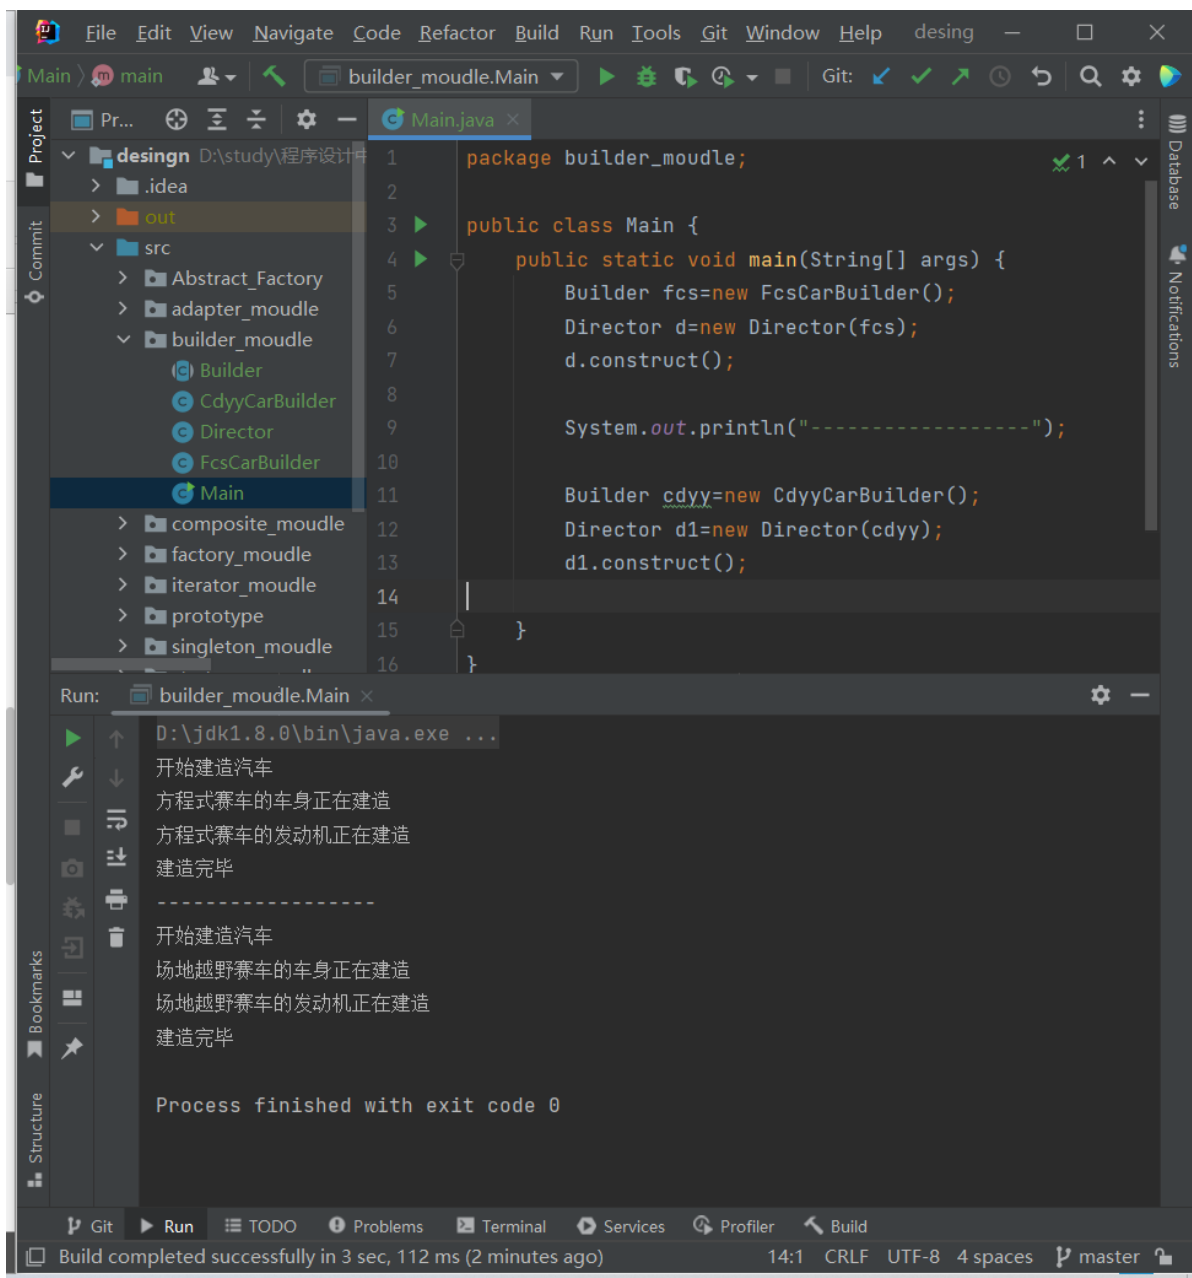 File Edit View Navigate Code Refactor Build Run Tools Git Window Help desing
Main main builder_moudle.Main Git:
Project
Commit
Bookmarks
Structure
Pr...
desingn D:\study\程序设计中
.idea
out
src
Abstract_Factory
adapter_moudle
builder_moudle
Builder
CdyyCarBuilder
Director
FcsCarBuilder
Main
composite_moudle
factory_moudle
iterator_moudle
prototype
singleton_moudle
Main.java
1 package builder_moudle;
2
3 public class Main {
4 public static void main(String[] args) {
5 Builder fcs=new FcsCarBuilder();
6 Director d=new Director(fcs);
7 d.construct();
8
9 System.out.println("------------------");
10
11 Builder cdyy=new CdyyCarBuilder();
12 Director d1=new Director(cdyy);
13 d1.construct();
14
15 }
16 }
1
Database
Notifications
Run: builder_moudle.Main
D:\jdk1.8.0\bin\java.exe ...
开始建造汽车
方程式赛车的车身正在建造
方程式赛车的发动机正在建造
建造完毕
------------------
开始建造汽车
场地越野赛车的车身正在建造
场地越野赛车的发动机正在建造
建造完毕
Process finished with exit code 0
Git Run TODO Problems Terminal Services Profiler Build
Build completed successfully in 3 sec, 112 ms (2 minutes ago) 14:1 CRLF UTF-8 4 spaces master